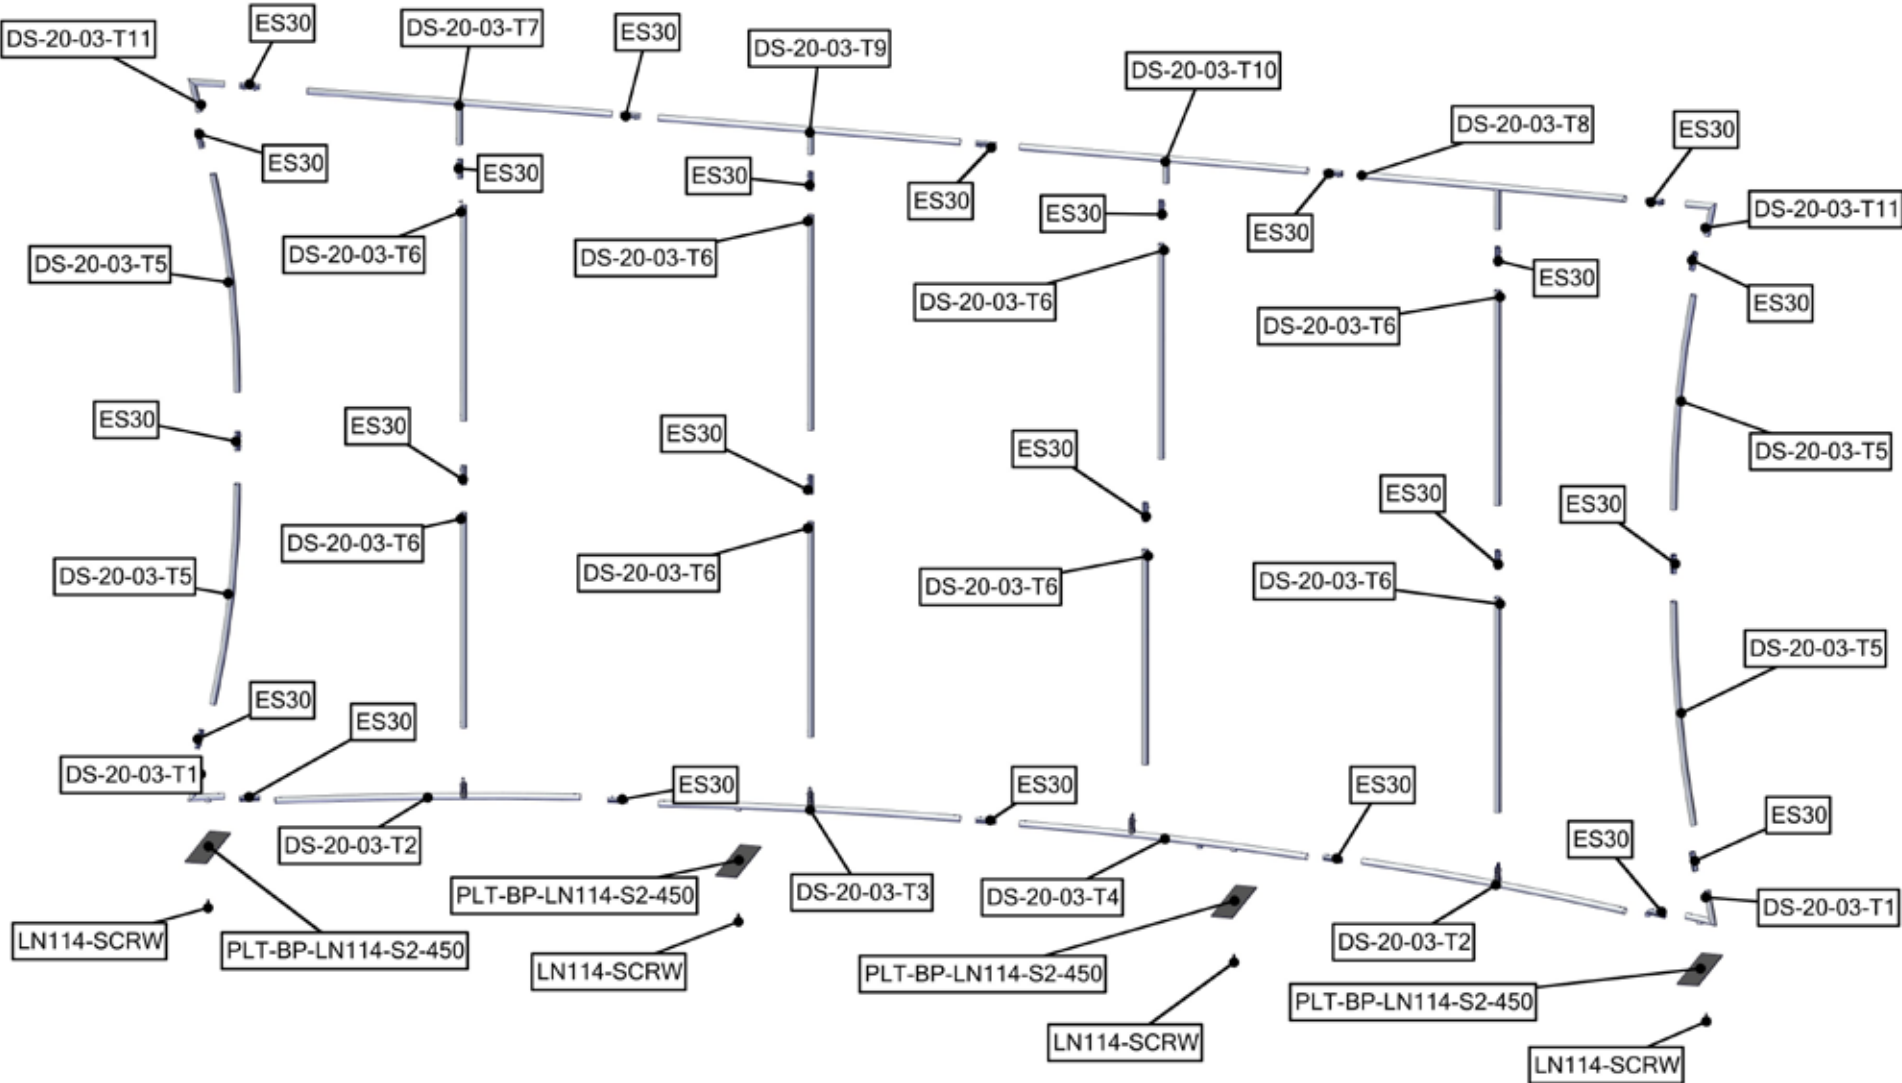 ES30
DS-20-03-T7
ES30
DS-20-03-T11
DS-20-03-T9
DS-20-03-T10
DS-20-03-T8
ES30
ES30
ES30
ES30
ES30
ES30
ES30
DS-20-03-T11
ES30
DS-20-03-T6
DS-20-03-T6
DS-20-03-T5
ES30
DS-20-03-T6
ES30
DS-20-03-T6
ES30
ES30
ES30
ES30
DS-20-03-T5
ES30
ES30
DS-20-03-T6
DS-20-03-T6
DS-20-03-T5
DS-20-03-T6
DS-20-03-T6
DS-20-03-T5
ES30
ES30
DS-20-03-T1
ES30
ES30
ES30
ES30
ES30
DS-20-03-T2
PLT-BP-LN114-S2-450
DS-20-03-T3
DS-20-03-T4
DS-20-03-T1
LN114-SCRW
PLT-BP-LN114-S2-450
DS-20-03-T2
LN114-SCRW
PLT-BP-LN114-S2-450
PLT-BP-LN114-S2-450
LN114-SCRW
LN114-SCRW